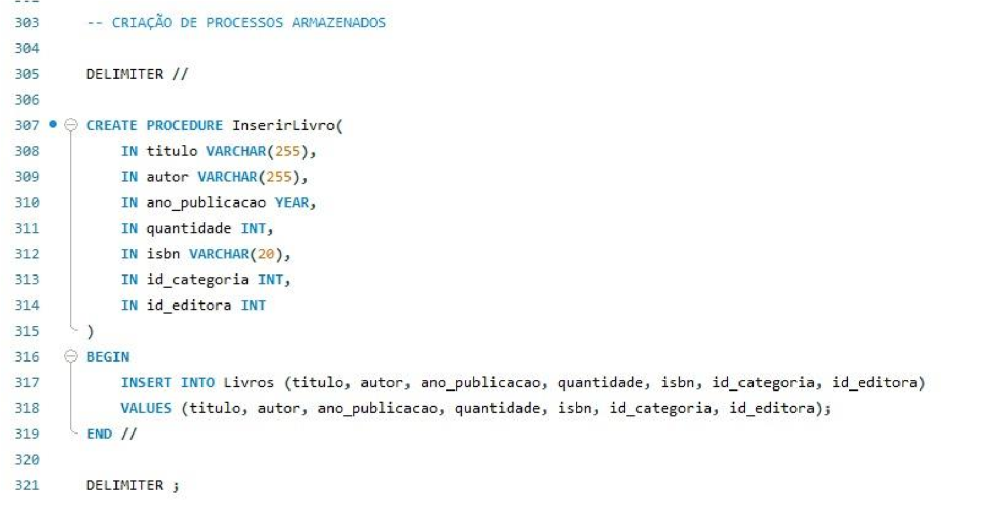 303 -- CRIAÇÃO DE PROCESSOS ARMAZENADOS
304
305 DELIMITER //
306
307 CREATE PROCEDURE InserirLivro(
308 IN titulo VARCHAR(255),
309 IN autor VARCHAR(255),
310 IN ano_publicacao YEAR,
311 IN quantidade INT,
312 IN isbn VARCHAR(20),
313 IN id_categoria INT,
314 IN id_editora INT
315 )
316 BEGIN
317 INSERT INTO Livros (titulo, autor, ano_publicacao, quantidade, isbn, id_categoria, id_editora)
318 VALUES (titulo, autor, ano_publicacao, quantidade, isbn, id_categoria, id_editora);
319 END //
320
321 DELIMITER ;